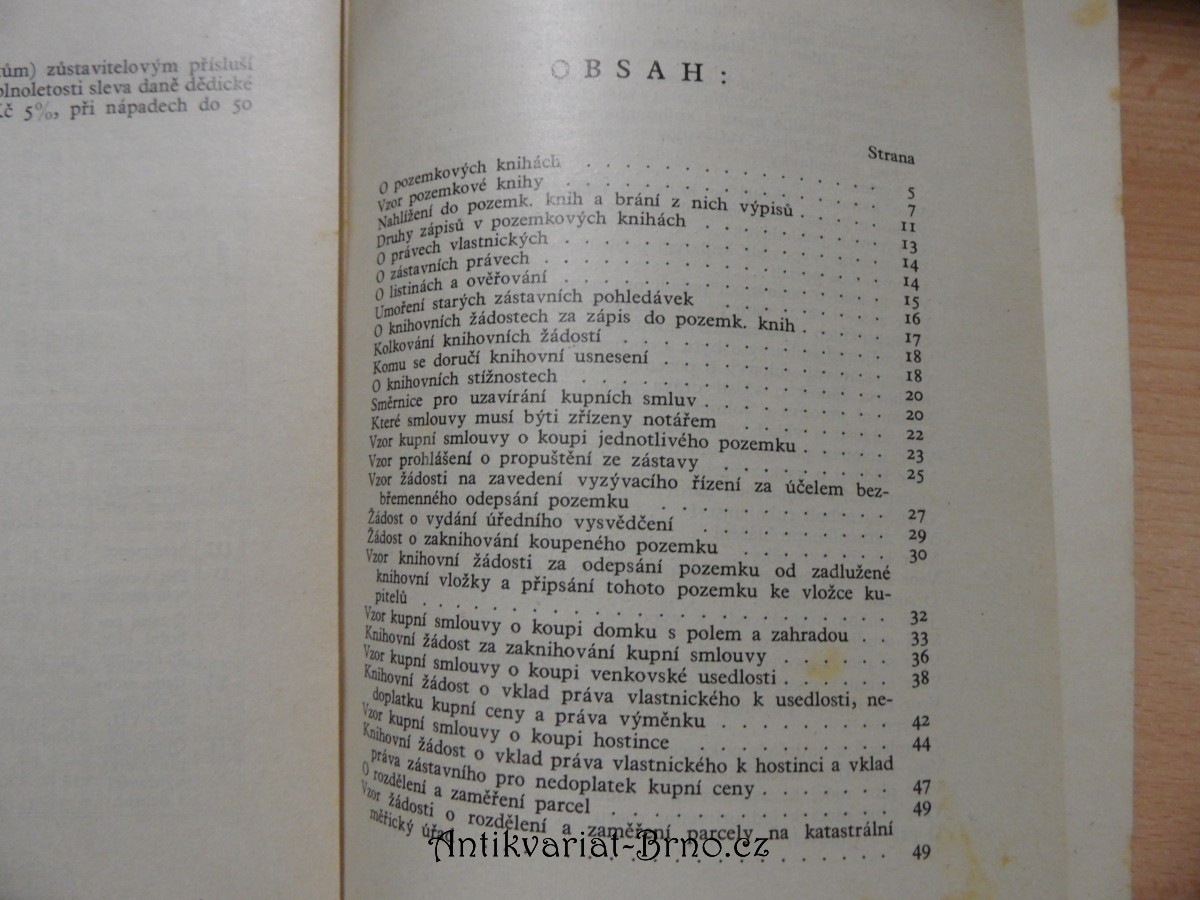 ům) zůstavitelovým přísluší
olnoletosti sleva daně dědické
Kč 5%, při nápadech do 50
OBSAH:
Strana
O pozemkových knihách . . . . . . . . . . . . . . 5
Vzor pozemkové knihy . . . . . . . . . . . . . . 7
Nahlížení do pozemk. knih a brání z nich výpisů . . . . 11
Druhy zápisů v pozemkových knihách . . . . . . . . 13
O právech vlastnických . . . . . . . . . . . . . . 14
O zástavních právech . . . . . . . . . . . . . . 14
O listinách a ověřování . . . . . . . . . . . . . . 15
Umoření starých zástavních pohledávek . . . . . . . 16
O knihovních žádostech za zápis do pozemk. knih . . . . 17
Kolkování knihovních žádostí . . . . . . . . . . . . 18
Komu se doručí knihovní usnesení . . . . . . . . . . 18
O knihovních stížnostech . . . . . . . . . . . . . 20
Směrnice pro uzavírání kupních smluv . . . . . . . . 20
Které smlouvy musí býti zřízeny notářem . . . . . . . 22
Vzor kupní smlouvy o koupi jednotlivého pozemku . . . . 23
Vzor prohlášení o propuštění ze zástavy . . . . . . . . 25
Vzor žádosti na zavedení vyzývacího řízení za účelem bez-
břemenného odepsání pozemku . . . . . . . . . . 27
Žádost o vydání úředního vysvědčení . . . . . . . . . 29
Žádost o zaknihování koupeného pozemku . . . . . . . 30
Vzor knihovní žádosti za odepsání pozemku od zadlužené
knihovní vložky a připsání tohoto pozemku ke vložce ku-
pitelů . . . . . . . . . . . . . . . . . . . . 32
Vzor kupní smlouvy o koupi domku s polem a zahradou . . 33
Knihovní žádost za zaknihování kupní smlouvy . . . . . . 36
Vzor kupní smlouvy o koupi venkovské usedlosti . . . . . . 38
Knihovní žádost o vklad práva vlastnického k usedlosti, ne-
doplatku kupní ceny a práva výměnku . . . . . . . . . 42
Vzor kupní smlouvy o koupi hostince . . . . . . . . . . 44
Knihovní žádost o vklad práva vlastnického k hostinci a vklad
práva zástavního pro nedoplatek kupní ceny . . . . . . . 47
O rozdělení a zaměření parcel . . . . . . . . . . . . . 49
Vzor žádosti o rozdělení a zaměření parcely na katastrální
měřický úřa . . . . . . . . . . . . . 49
Antikvariat-Brno.cz